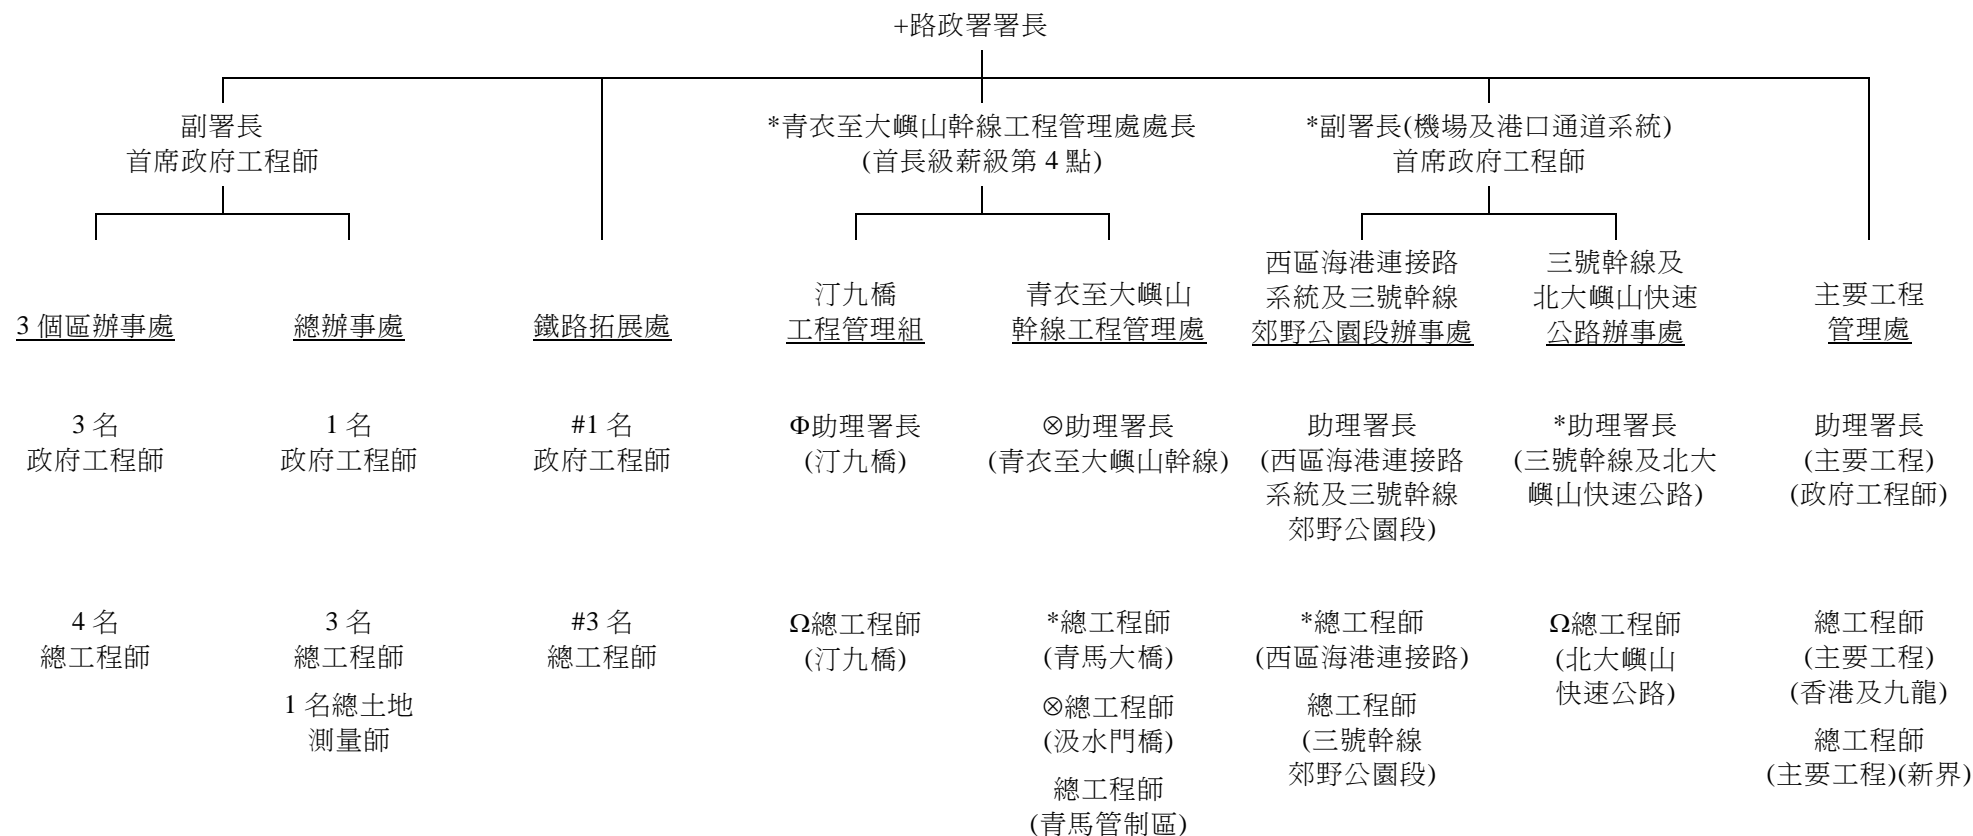 +路政署署長
副署長
首席政府工程師
*青衣至大嶼山幹線工程管理處處長
(首長級薪級第 4 點)
*副署長(機場及港口通道系統)
首席政府工程師
3 個區辦事處
總辦事處
鐵路拓展處
汀九橋
工程管理組
青衣至大嶼山
幹線工程管理處
西區海港連接路
系統及三號幹線
郊野公園段辦事處
三號幹線及
北大嶼山快速
公路辦事處
主要工程
管理處
3 名
政府工程師
1 名
政府工程師
#1 名
政府工程師
Φ助理署長
(汀九橋)
⊗助理署長
(青衣至大嶼山幹線)
助理署長
(西區海港連接路
系統及三號幹線
郊野公園段)
*助理署長
(三號幹線及北大
嶼山快速公路)
助理署長
(主要工程)
(政府工程師)
4 名
總工程師
3 名
總工程師
1 名總土地
測量師
#3 名
總工程師
Ω總工程師
(汀九橋)
*總工程師
(青馬大橋)
⊗總工程師
(汲水門橋)
總工程師
(青馬管制區)
*總工程師
(西區海港連接路)
總工程師
(三號幹線
郊野公園段)
Ω總工程師
(北大嶼山
快速公路)
總工程師
(主要工程)
(香港及九龍)
總工程師
(主要工程)(新界)